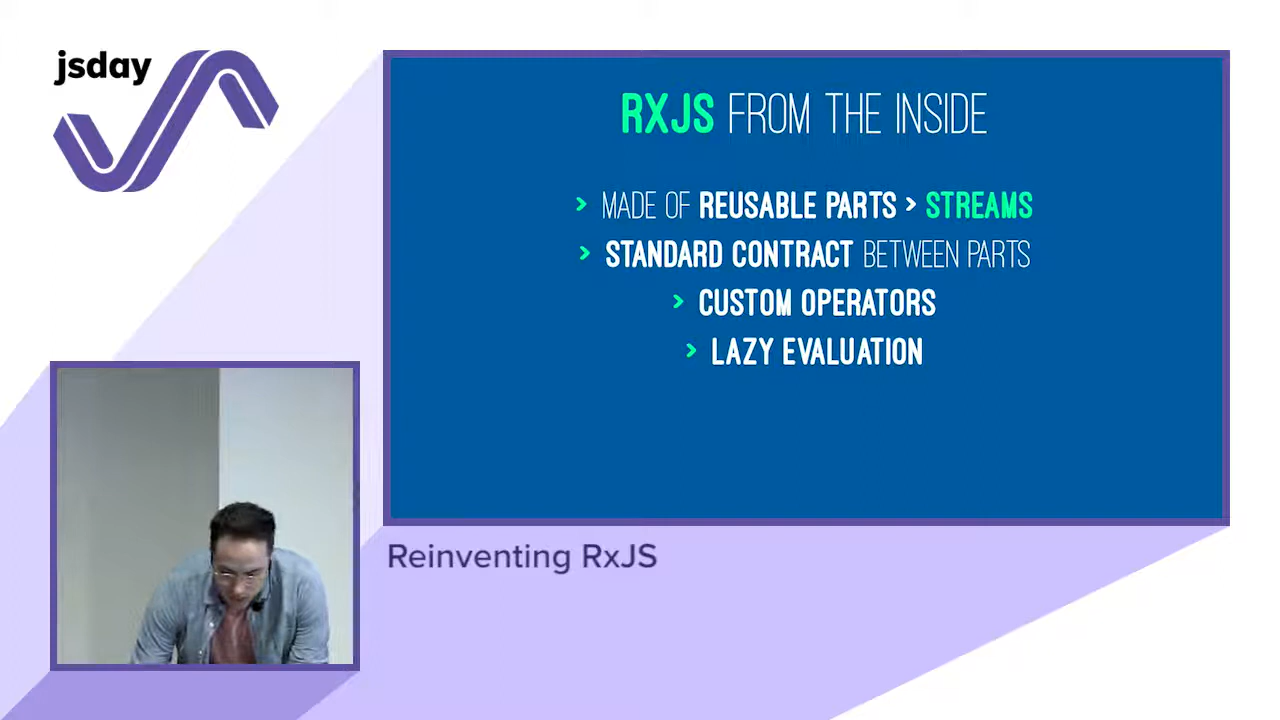 jsday
RXJS FROM THE INSIDE
> MADE OF REUSABLE PARTS > STREAMS
> STANDARD CONTRACT BETWEEN PARTS
> CUSTOM OPERATORS
> LAZY EVALUATION
Reinventing RxJS